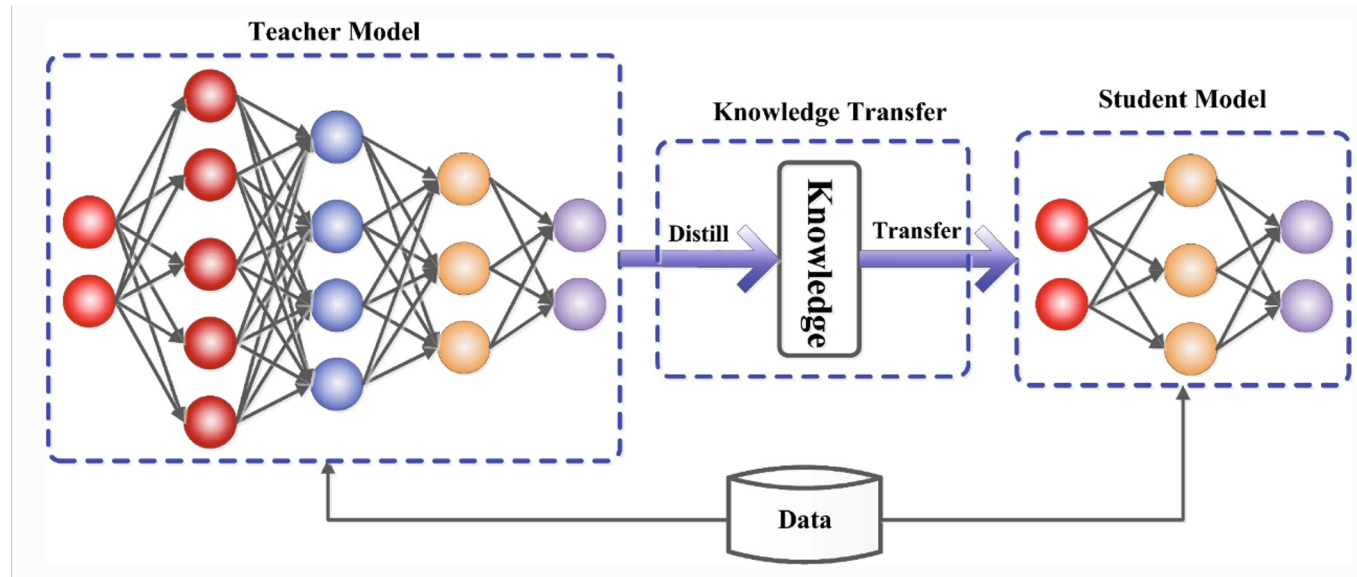 Teacher Model
Knowledge Transfer
Student Model
Distill
Knowledge
Transfer
Data